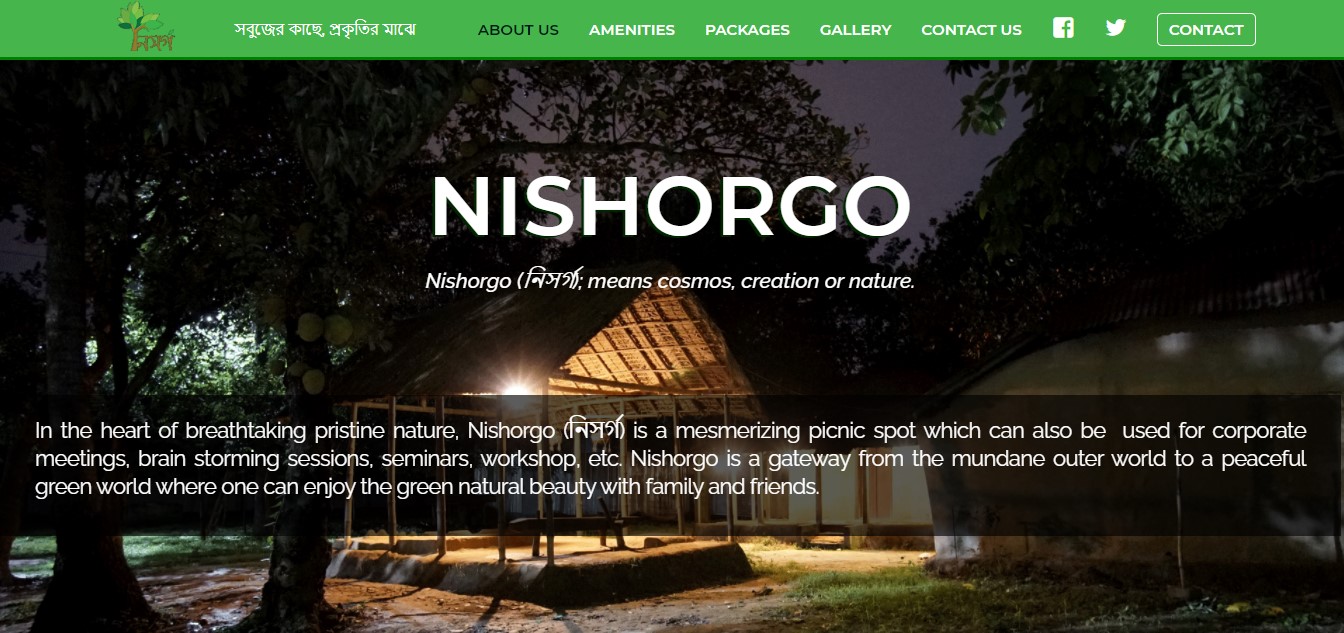 নিসর্গ
সবুজের কাছে, প্রকৃতির মাঝে
ABOUT US
AMENITIES
PACKAGES
GALLERY
CONTACT US
CONTACT
NISHORGO
Nishorgo (নিসর্গ); means cosmos, creation or nature.
In the heart of breathtaking pristine nature, Nishorgo (নিসর্গ) is a mesmerizing picnic spot which can also be used for corporate
meetings, brain storming sessions, seminars, workshop, etc. Nishorgo is a gateway from the mundane outer world to a peaceful
green world where one can enjoy the green natural beauty with family and friends.